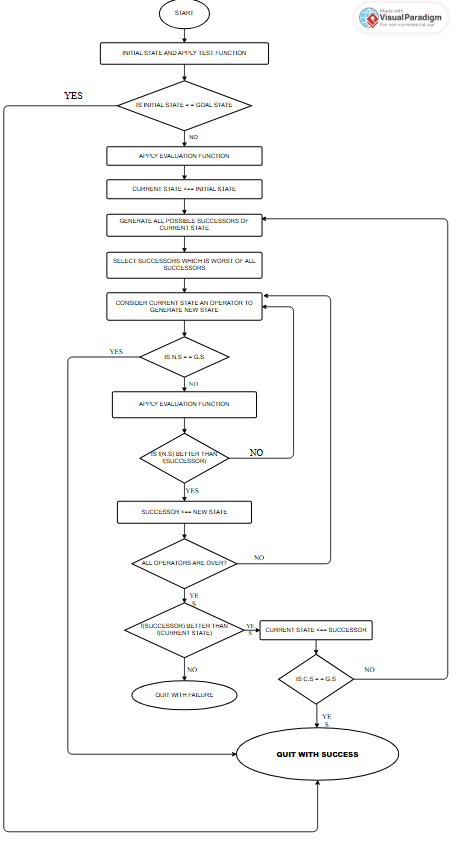 START
Made with
Visual Paradigm
For non-commercial use
INITIAL STATE AND APPLY TEST FUNCTION
YES
IS INITIAL STATE = = GOAL STATE
NO
APPLY EVALUATION FUNCTION
CURRENT STATE <== INITIAL STATE
GENERATE ALL POSSIBLE SUCCESSORS OF
CURRENT STATE
SELECT SUCCESSORS WHICH IS WORST OF ALL
SUCCESSORS
CONSIDER CURRENT STATE AN OPERATOR TO
GENERATE NEW STATE
YES
IS N.S = = G.S
NO
APPLY EVALUATION FUNCTION
IS f(N.S) BETTER THAN
f(SUCCESSOR)
NO
YES
SUCCESSOR <== NEW STATE
ALL OPERATORS ARE OVER?
NO
YE
S
f(SUCCESSOR) BETTER THAN
f(CURRENT STATE)
YE
S
CURRENT STATE <== SUCCESSOR
NO
IS C.S = = G.S
NO
QUIT WITH FAILURE
YE
S
QUIT WITH SUCCESS